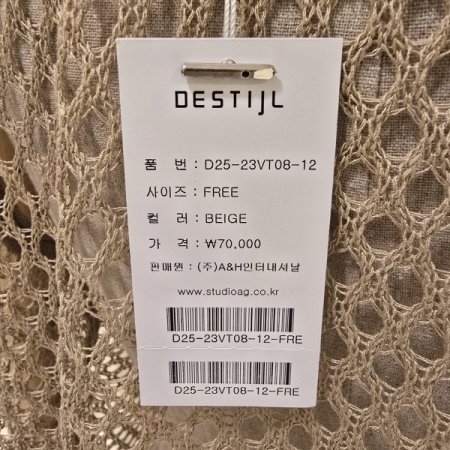 DESTIJL
품 번 : D25-23VT08-12
사이즈 : FREE
컬 러 : BEIGE
가 격 : ₩70,000
판매원 : (주)A&H인터내셔날
www.studioag.co.kr
D25-23VT08-12-FRE
D25-23VT08-12-FRE